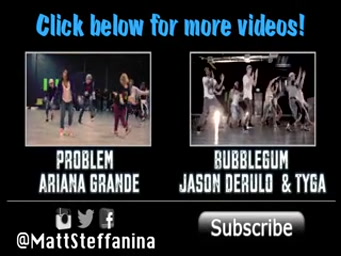 Click below for more videos!
PROBLEM
ARIANA GRANDE
BUBBLEGUM
JASON DERULO & TYGA
Subscribe
@MattSteffanina